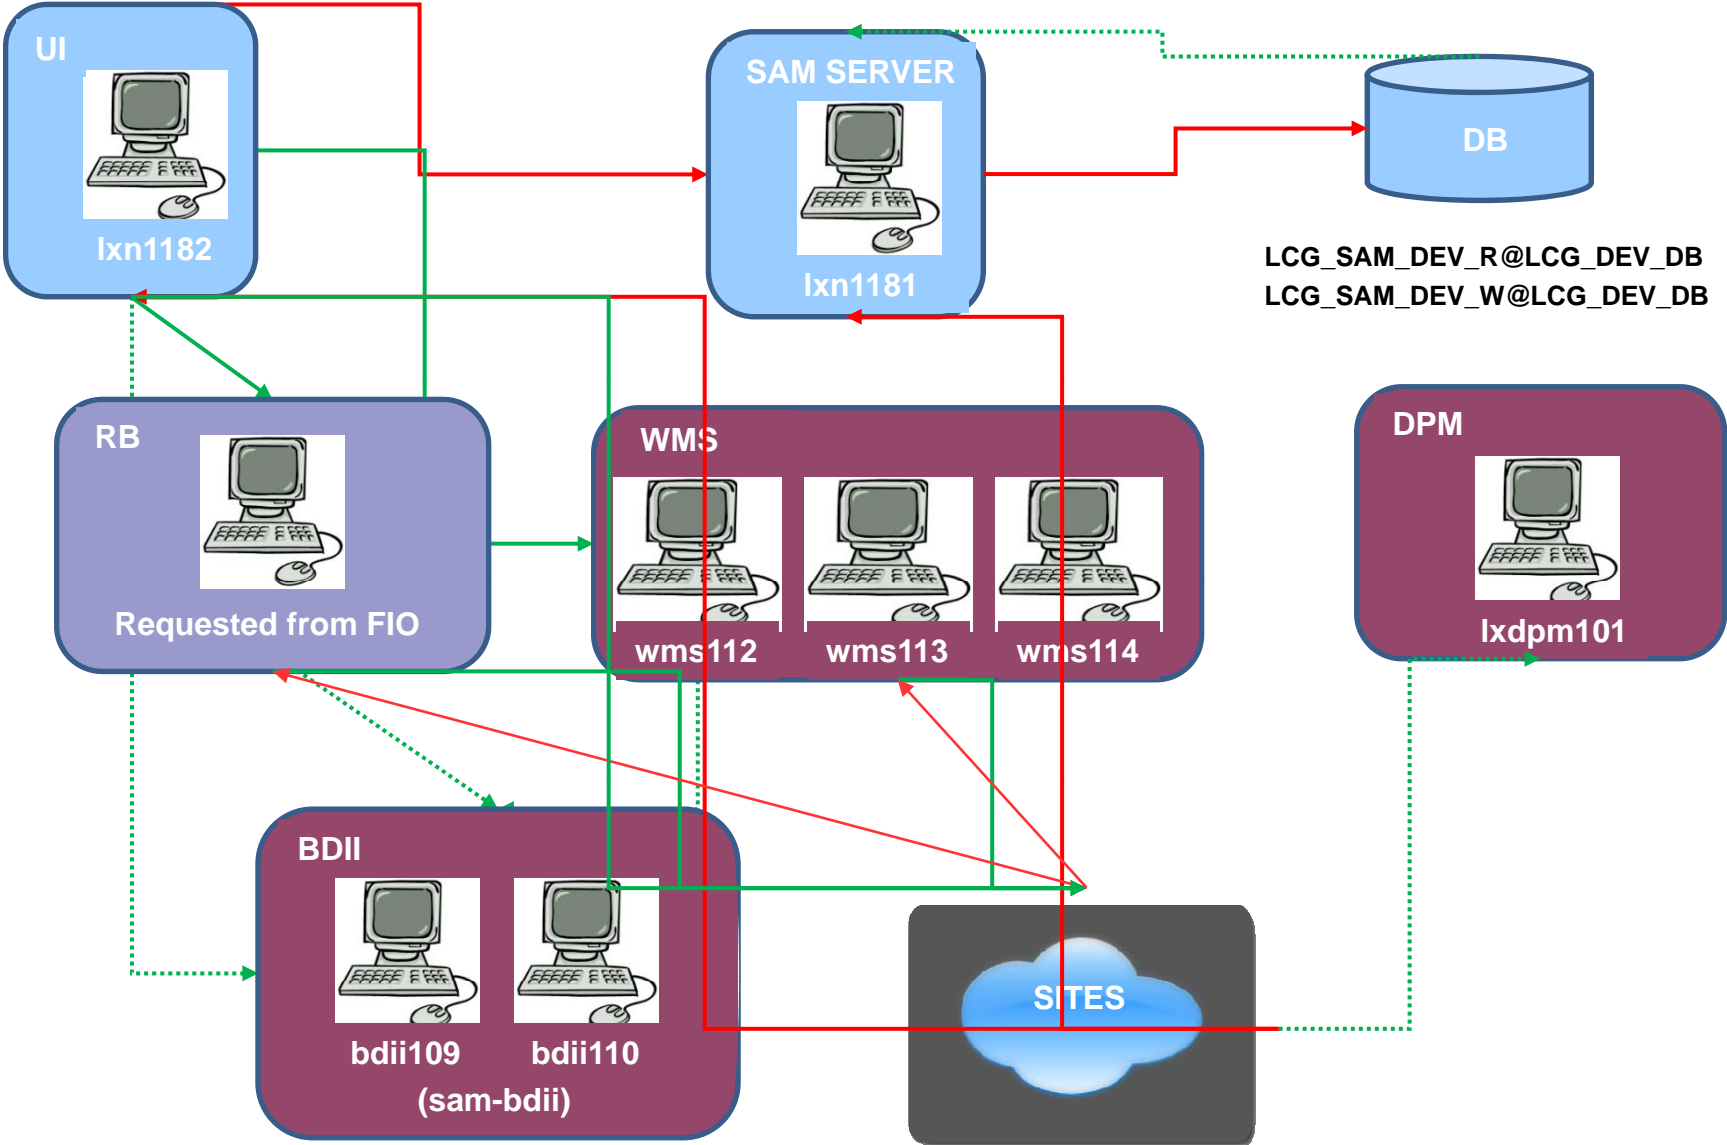 UI
lxn1182
SAM SERVER
lxn1181
DB
LCG_SAM_DEV_R@LCG_DEV_DB
LCG_SAM_DEV_W@LCG_DEV_DB
RB
Requested from FIO
WMS
wms112
wms113
wms114
DPM
lxdpm101
BDII
bdii109
bdii110
(sam-bdii)
SITES